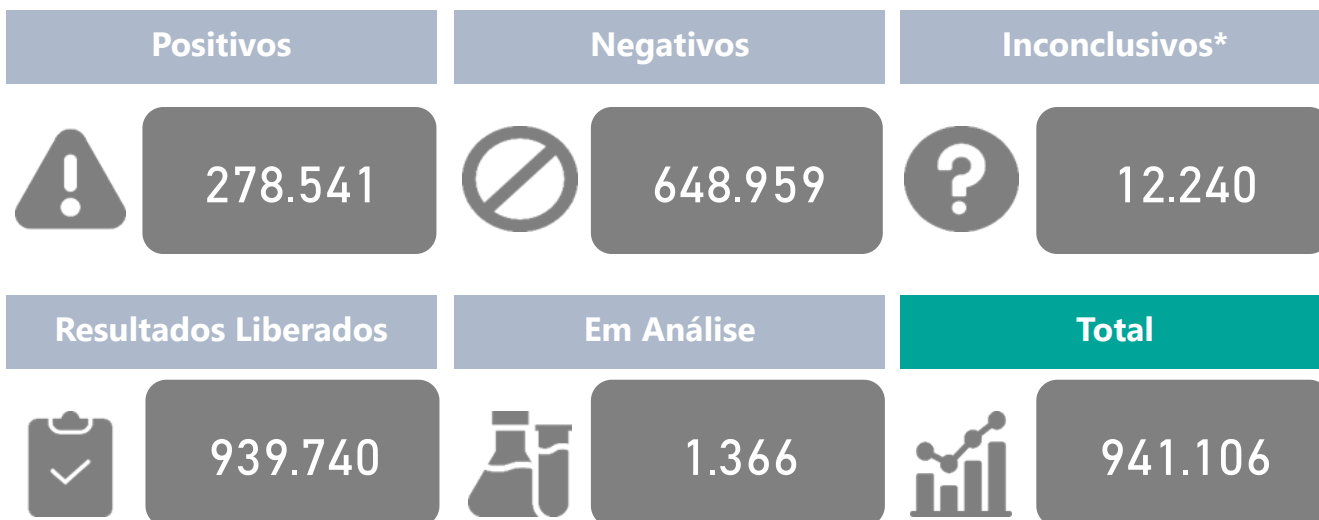 Positivos
Negativos
Inconclusivos*
278.541
648.959
12.240
Resultados Liberados
Em Análise
Total
939.740
1.366
941.106